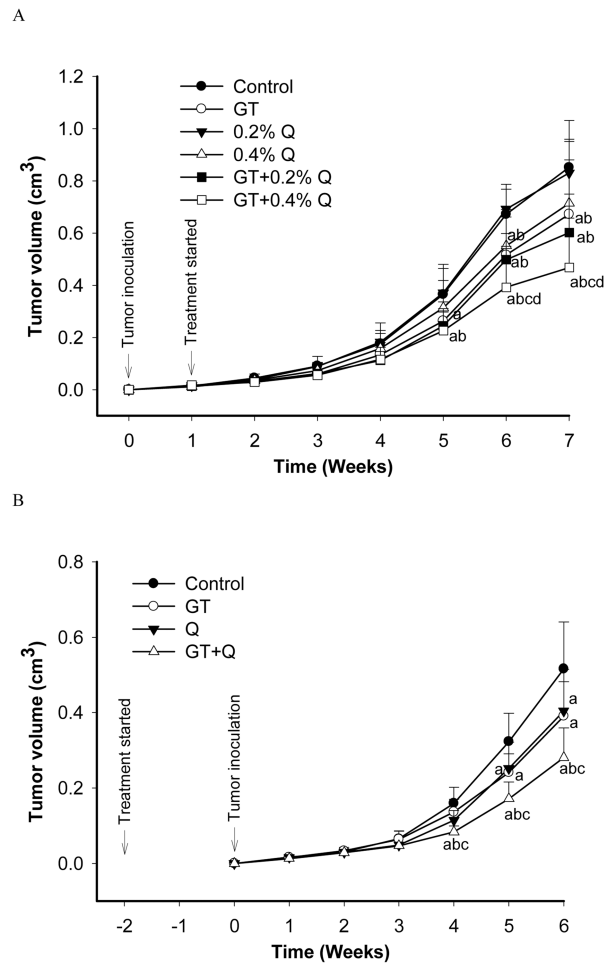 A
Tumor volume (cm3)
1.2
1.0
0.8
0.6
0.4
0.2
0.0
Control
GT
0.2% Q
0.4% Q
GT+0.2% Q
GT+0.4% Q
Tumor inoculation
Treatment started
a
ab
ab
ab
abcd
ab
ab
abcd
0 1 2 3 4 5 6 7
Time (Weeks)
B
Tumor volume (cm3)
0.8
0.6
0.4
0.2
0.0
Control
GT
Q
GT+Q
Treatment started
Tumor inoculation
abc
a a
abc
a
a
abc
-2 -1 0 1 2 3 4 5 6
Time (Weeks)